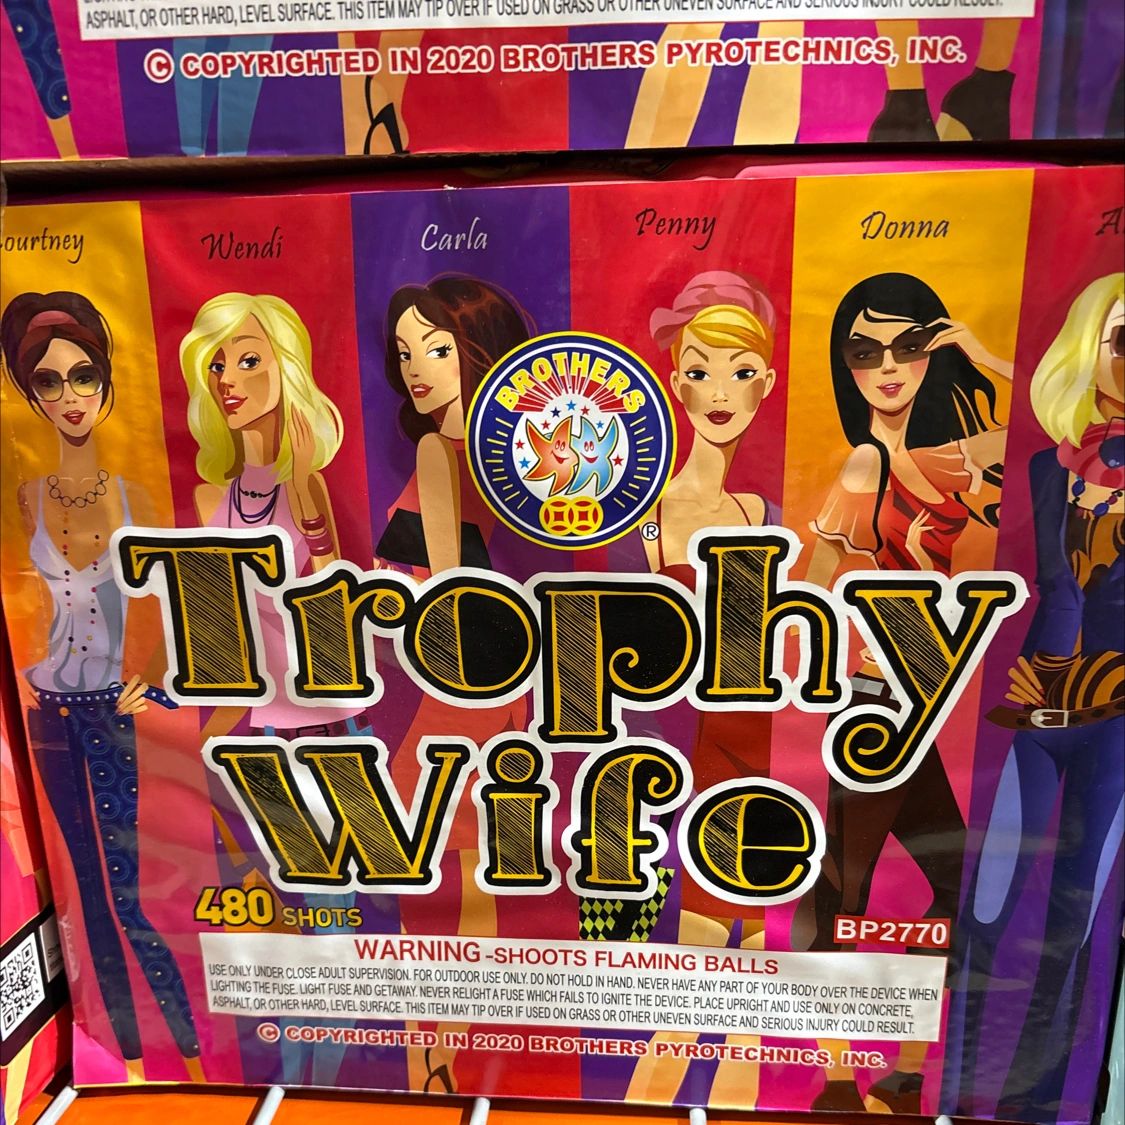 ASPHALT, OR OTHER HARD, LEVEL SURFACE. THIS ITEM MAY TIP OVER IF USED ON GRASS OR OTHER UNEVEN SURFACE AND SERIOUS INJURY COULD RESULT.
© COPYRIGHTED IN 2020 BROTHERS PYROTECHNICS, INC.
ourtney Wendi Carla Penny Donna A
BROTHERS
®
Trophy
Wife
480 SHOTS
BP2770
WARNING-SHOOTS FLAMING BALLS
USE ONLY UNDER CLOSE ADULT SUPERVISION. FOR OUTDOOR USE ONLY. DO NOT HOLD IN HAND. NEVER HAVE ANY PART OF YOUR BODY OVER THE DEVICE WHEN
LIGHTING THE FUSE. LIGHT FUSE AND GETAWAY. NEVER RELIGHT A FUSE WHICH FAILS TO IGNITE THE DEVICE. PLACE UPRIGHT AND USE ONLY ON CONCRETE,
ASPHALT, OR OTHER HARD, LEVEL SURFACE. THIS ITEM MAY TIP OVER IF USED ON GRASS OR OTHER UNEVEN SURFACE AND SERIOUS INJURY COULD RESULT.
© COPYRIGHTED IN 2020 BROTHERS PYROTECHNICS, INC.